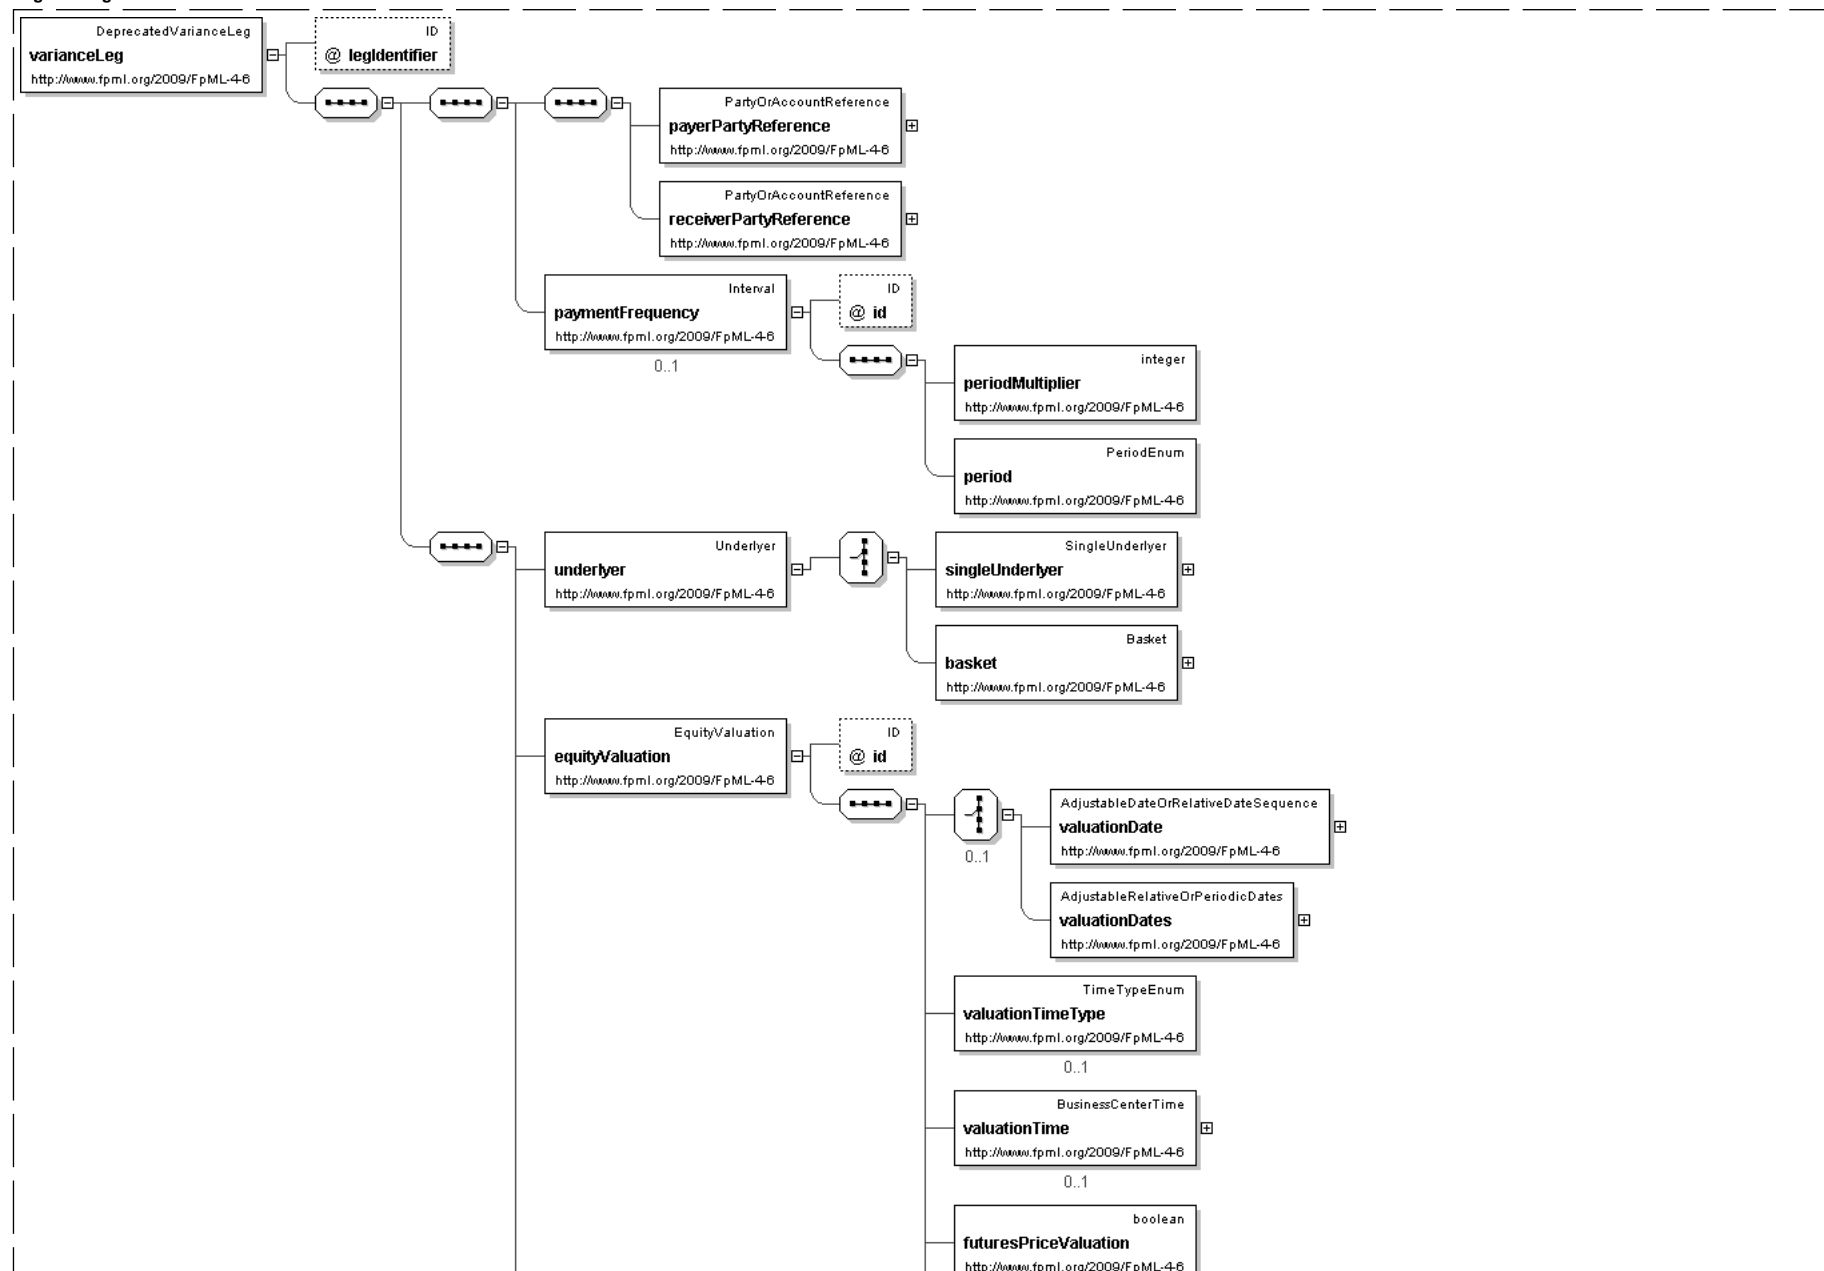 DeprecatedVarianceLeg
varianceLeg
http://www.fpml.org/2009/FpML-4-6
ID
@ legIdentifier
PartyOrAccountReference
payerPartyReference
http://www.fpml.org/2009/FpML-4-6
PartyOrAccountReference
receiverPartyReference
http://www.fpml.org/2009/FpML-4-6
Interval
paymentFrequency
http://www.fpml.org/2009/FpML-4-6
0..1
ID
@ id
integer
periodMultiplier
http://www.fpml.org/2009/FpML-4-6
PeriodEnum
period
http://www.fpml.org/2009/FpML-4-6
Underlyer
underlyer
http://www.fpml.org/2009/FpML-4-6
SingleUnderlyer
singleUnderlyer
http://www.fpml.org/2009/FpML-4-6
Basket
basket
http://www.fpml.org/2009/FpML-4-6
EquityValuation
equityValuation
http://www.fpml.org/2009/FpML-4-6
ID
@ id
0..1
AdjustableDateOrRelativeDateSequence
valuationDate
http://www.fpml.org/2009/FpML-4-6
AdjustableRelativeOrPeriodicDates
valuationDates
http://www.fpml.org/2009/FpML-4-6
TimeTypeEnum
valuationTimeType
http://www.fpml.org/2009/FpML-4-6
0..1
BusinessCenterTime
valuationTime
http://www.fpml.org/2009/FpML-4-6
0..1
boolean
futuresPriceValuation
http://www.fpml.org/2009/FpML-4-6